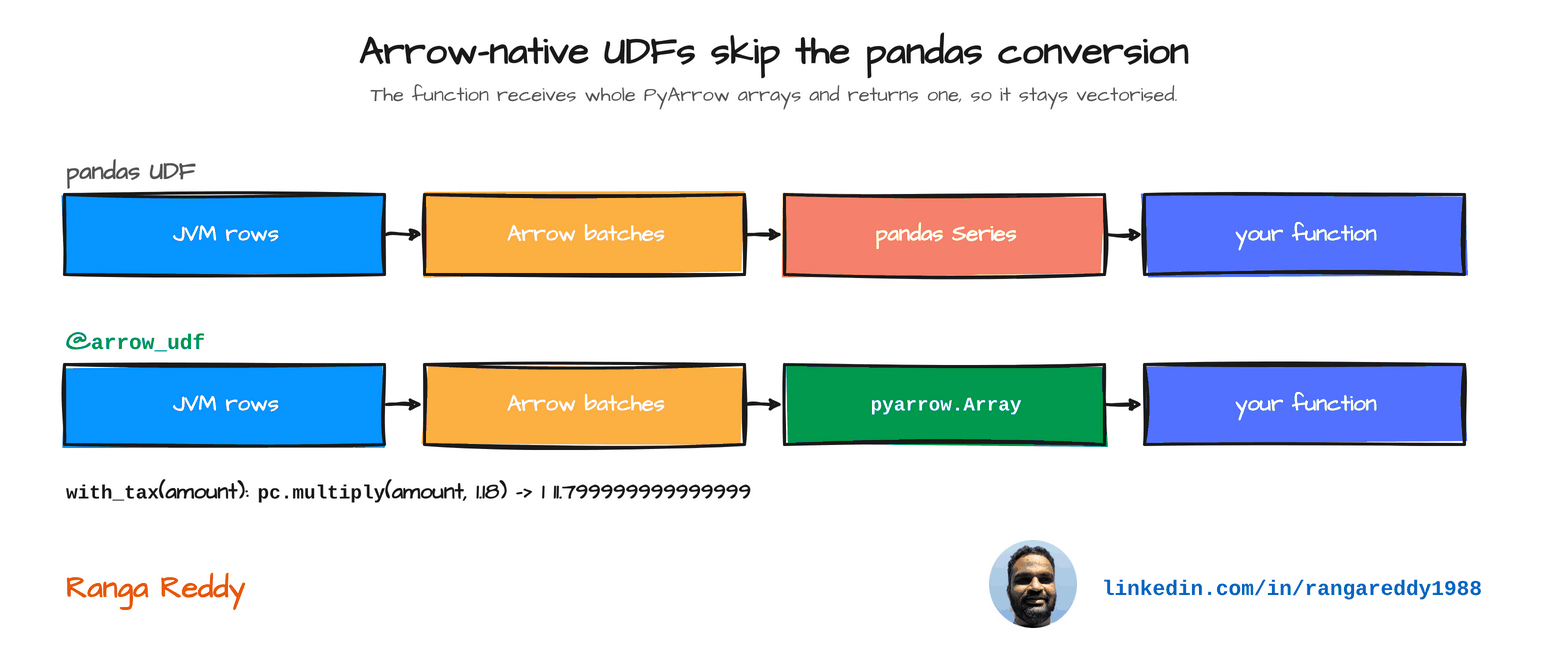 Arrow-native UDFs skip the pandas conversion
The function receives whole PyArrow arrays and returns one, so it stays vectorised.
pandas UDF
JVM rows
Arrow batches
pandas Series
your function
@arrow_udf
JVM rows
Arrow batches
pyarrow.Array
your function
with_tax(amount): pc.multiply(amount, 1.18) -> 1 11.799999999999999
Ranga Reddy
linkedin.com/in/rangareddy1988